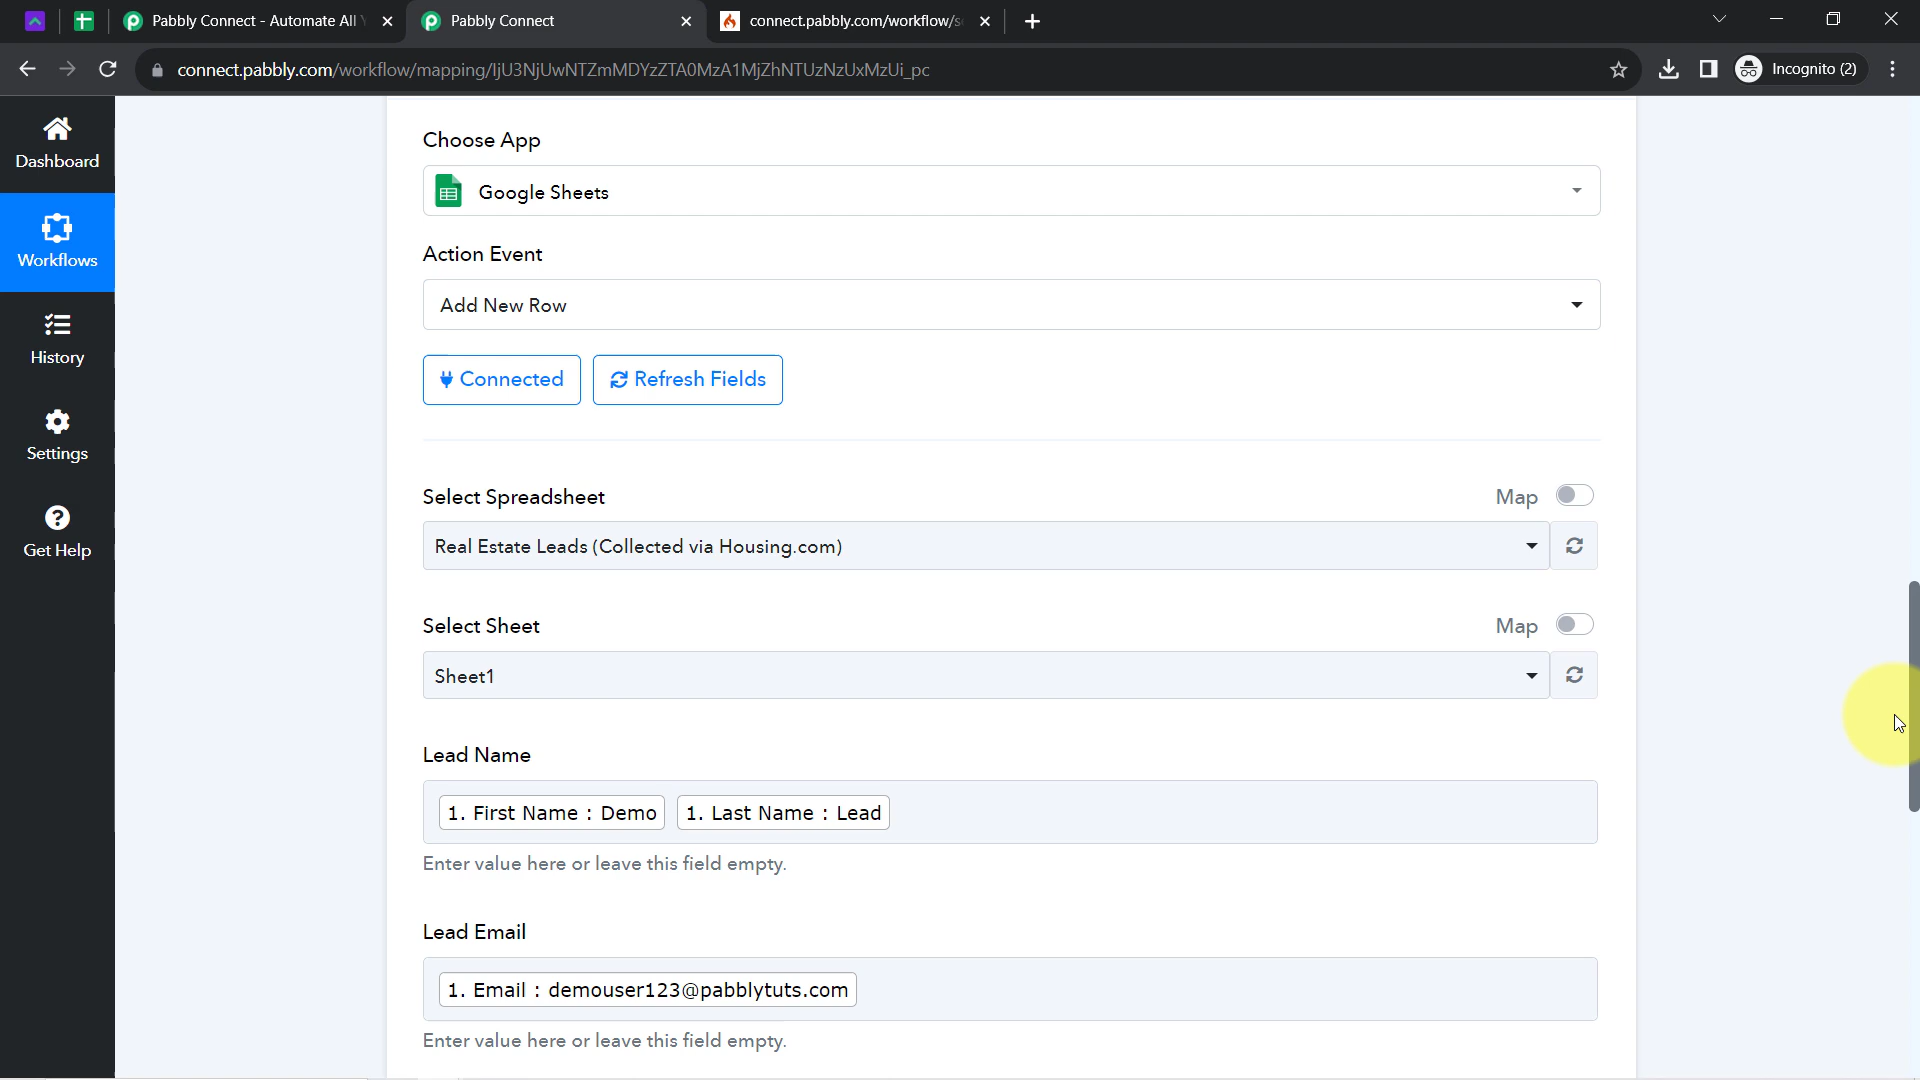 Pabbly Connect - Automate All
Pabbly Connect
connect.pabbly.com/workflow/s
connect.pabbly.com/workflow/mapping/IjU3NjUwNTZmMDYzZTA0MzA1MjZhNTUzNzUxMzUi_pc
Incognito (2)
Dashboard
Workflows
History
Settings
Get Help
Choose App
Google Sheets
Action Event
Add New Row
Connected
Refresh Fields
Select Spreadsheet
Map
Real Estate Leads (Collected via Housing.com)
Select Sheet
Map
Sheet1
Lead Name
1. First Name : Demo
1. Last Name : Lead
Enter value here or leave this field empty.
Lead Email
1. Email : demouser123@pabblytuts.com
Enter value here or leave this field empty.